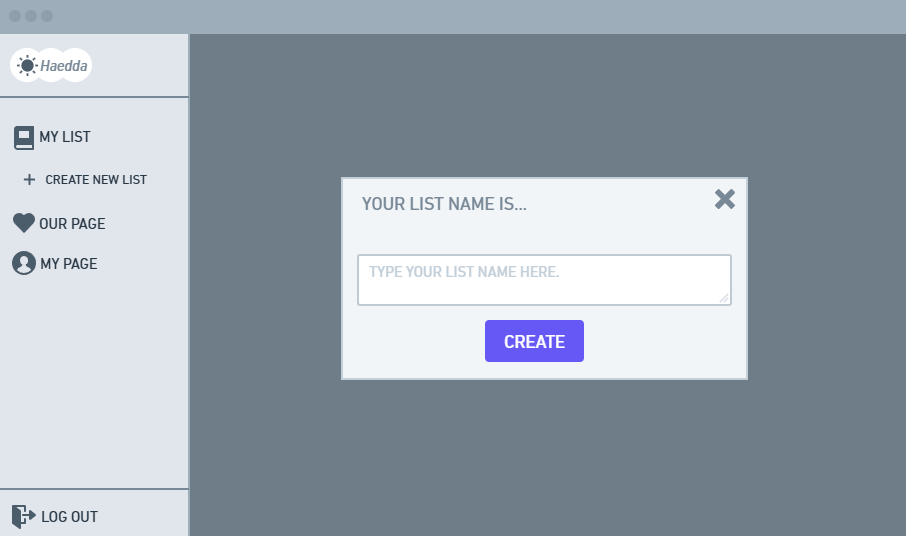 Haedda
MY LIST
CREATE NEW LIST
OUR PAGE
MY PAGE
LOG OUT
YOUR LIST NAME IS...
TYPE YOUR LIST NAME HERE.
CREATE